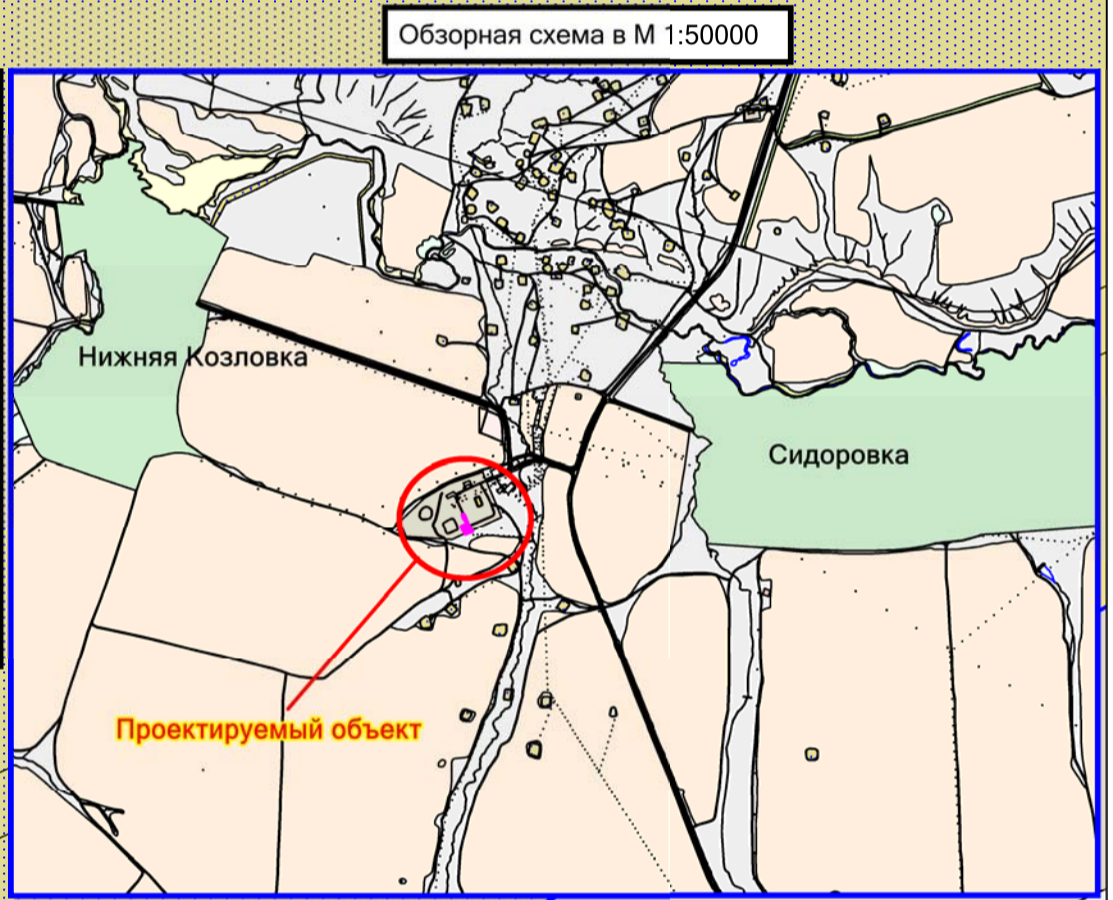 Обзорная схема в М 1:50000
Нижняя Козловка
Сидоровка
Проектируемый объект